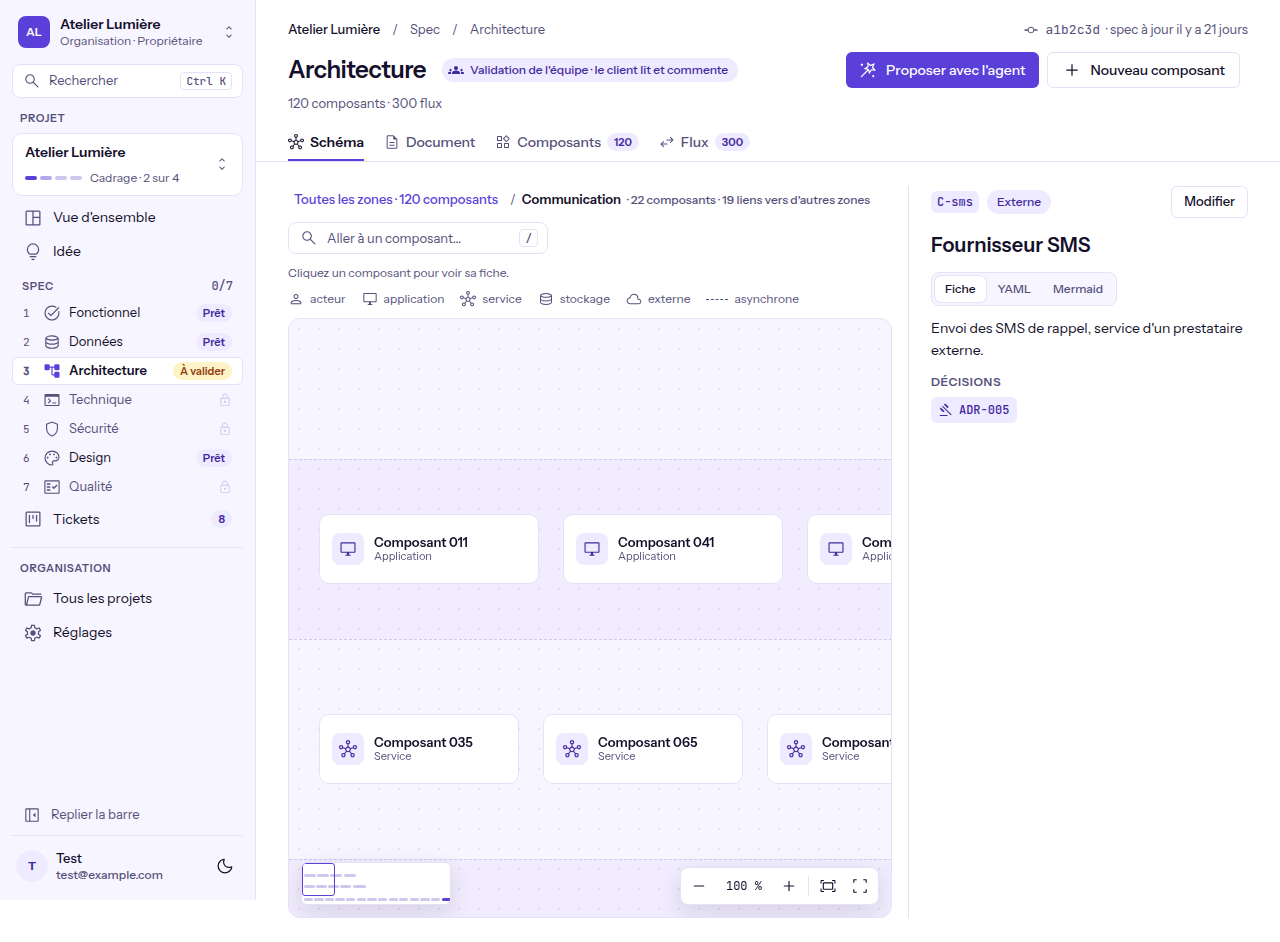 AL
Atelier Lumière
Organisation · Propriétaire
Rechercher
Ctrl K
PROJET
Atelier Lumière
Cadrage · 2 sur 4
Vue d'ensemble
Idée
SPEC
0/7
1 Fonctionnel Prêt
2 Données Prêt
3 Architecture À valider
4 Technique
5 Sécurité
6 Design Prêt
7 Qualité
Tickets 8
ORGANISATION
Tous les projets
Réglages
Replier la barre
T
Test
test@example.com
Atelier Lumière / Spec / Architecture
a1b2c3d · spec à jour il y a 21 jours
Architecture
Validation de l'équipe · le client lit et commente
Proposer avec l'agent
Nouveau composant
120 composants · 300 flux
Schéma
Document
Composants 120
Flux 300
Toutes les zones · 120 composants / Communication · 22 composants · 19 liens vers d'autres zones
Aller à un composant… /
Cliquez un composant pour voir sa fiche.
acteur application service stockage externe asynchrone
Composant 011
Application
Composant 041
Application
Com
Applic
Composant 035
Service
Composant 065
Service
Composant
Service
100 %
C-sms
Externe
Modifier
Fournisseur SMS
Fiche YAML Mermaid
Envoi des SMS de rappel, service d'un prestataire
externe.
DÉCISIONS
ADR-005